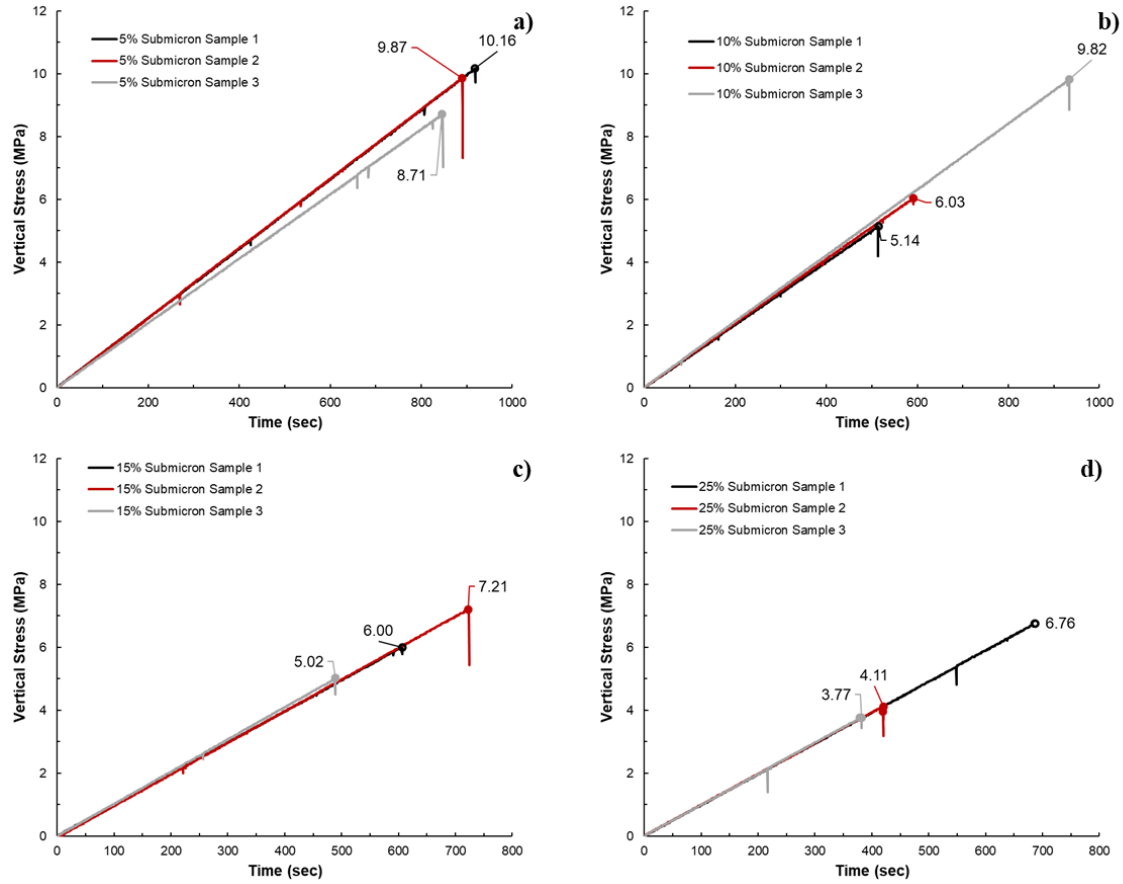 a)
5% Submicron Sample 1
5% Submicron Sample 2
5% Submicron Sample 3
9.87
10.16
8.71
12
10
8
6
4
2
0
Vertical Stress (MPa)
0 200 400 600 800 1000
Time (sec)
b)
10% Submicron Sample 1
10% Submicron Sample 2
10% Submicron Sample 3
9.82
6.03
5.14
12
10
8
6
4
2
0
Vertical Stress (MPa)
0 200 400 600 800 1000
Time (sec)
c)
15% Submicron Sample 1
15% Submicron Sample 2
15% Submicron Sample 3
7.21
6.00
5.02
12
10
8
6
4
2
0
Vertical Stress (MPa)
0 100 200 300 400 500 600 700 800
Time (sec)
d)
25% Submicron Sample 1
25% Submicron Sample 2
25% Submicron Sample 3
6.76
4.11
3.77
12
10
8
6
4
2
0
Vertical Stress (MPa)
0 100 200 300 400 500 600 700 800
Time (sec)